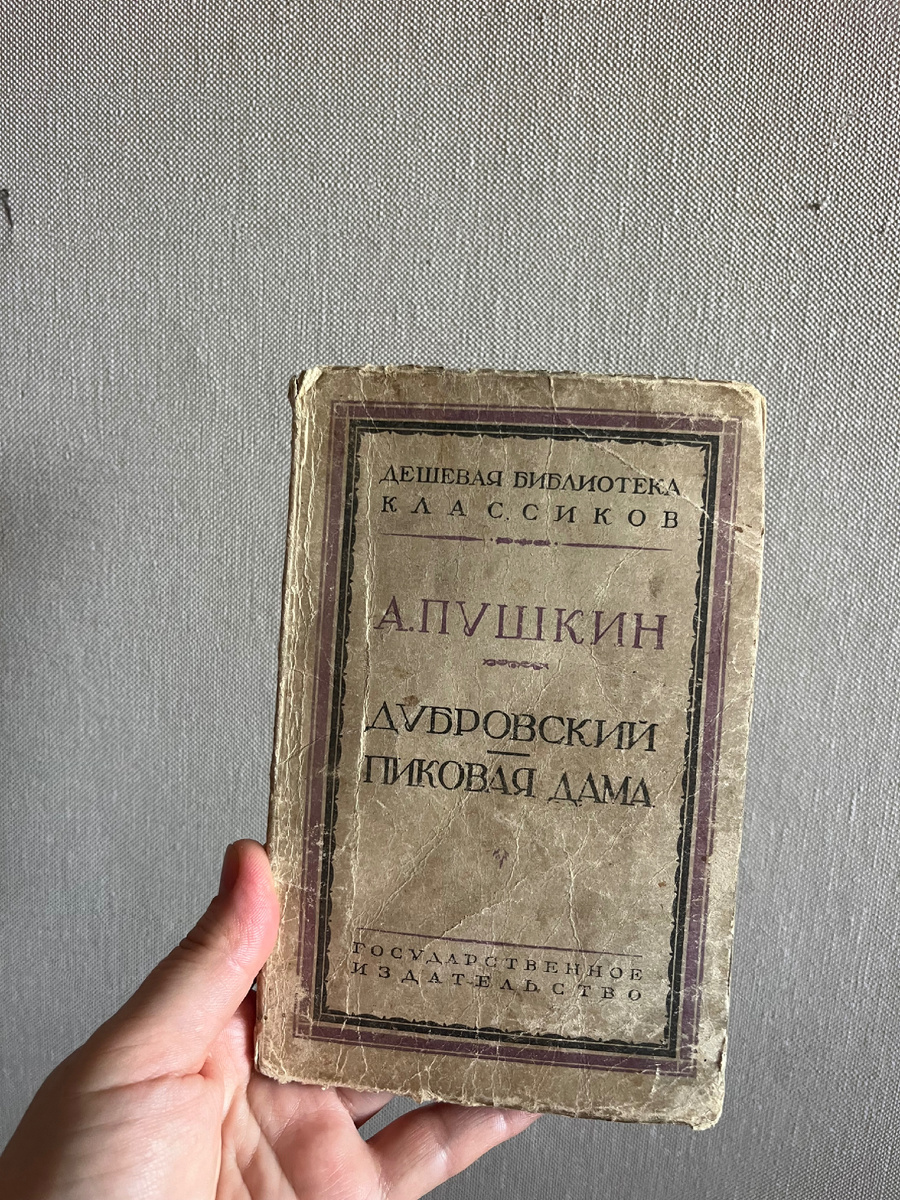 ДЕШЕВАЯ БИБЛИОТЕКА
КЛАССИКОВ
А. ПУШКИН
ДУБРОВСКИЙ
ПИКОВАЯ ДАМА
ГОСУДАРСТВЕННОЕ
ИЗДАТЕЛЬСТВО